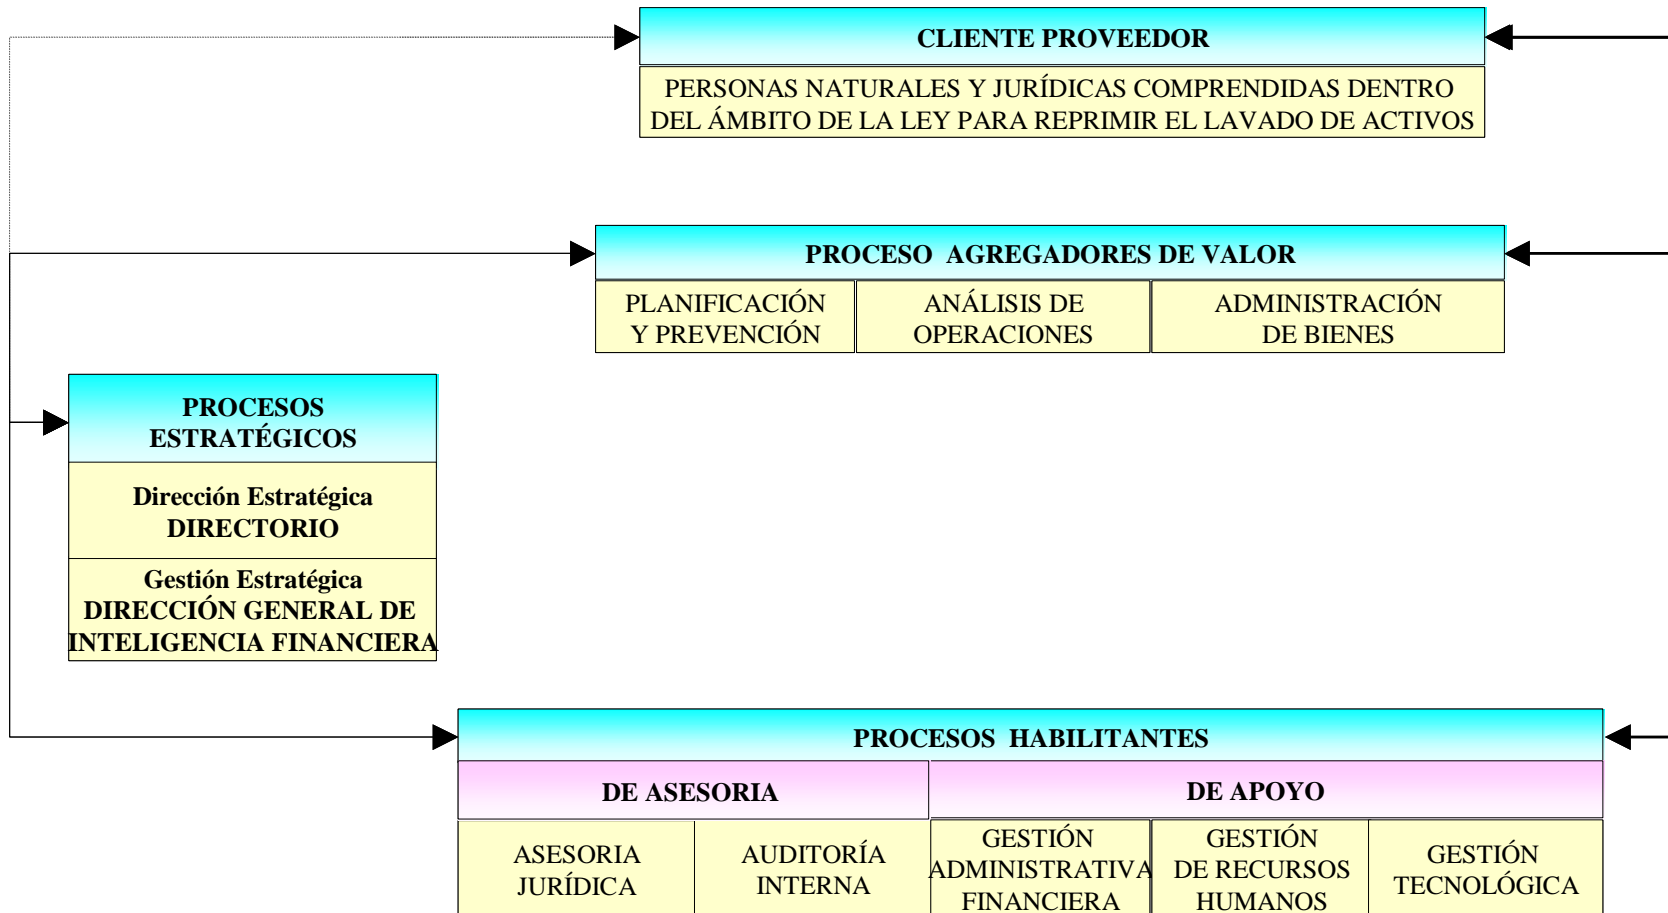 CLIENTE PROVEEDOR
PERSONAS NATURALES Y JURÍDICAS COMPRENDIDAS DENTRO
DEL ÁMBITO DE LA LEY PARA REPRIMIR EL LAVADO DE ACTIVOS
PROCESO AGREGADORES DE VALOR
PLANIFICACIÓN
Y PREVENCIÓN
ANÁLISIS DE
OPERACIONES
ADMINISTRACIÓN
DE BIENES
PROCESOS
ESTRATÉGICOS
Dirección Estratégica
DIRECTORIO
Gestión Estratégica
DIRECCIÓN GENERAL DE
INTELIGENCIA FINANCIERA
PROCESOS HABILITANTES
DE ASESORIA
DE APOYO
ASESORIA
JURÍDICA
AUDITORÍA
INTERNA
GESTIÓN
ADMINISTRATIVA
FINANCIERA
GESTIÓN
DE RECURSOS
HUMANOS
GESTIÓN
TECNOLÓGICA